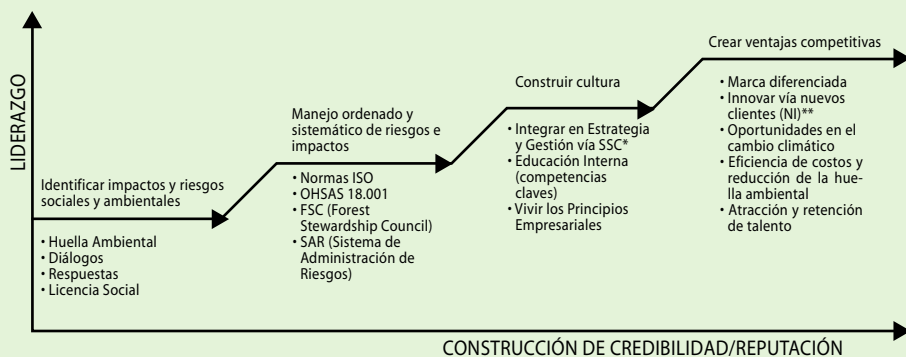 LIDERAZGO
Identificar impactos y riesgos
sociales y ambientales
• Huella Ambiental
• Diálogos
• Respuestas
• Licencia Social
Manejo ordenado y
sistemático de riesgos e
impactos
• Normas ISO
• OHSAS 18.001
• FSC (Forest
Stewardship Council)
• SAR (Sistema de
Administración de
Riesgos)
Construir cultura
• Integrar en Estrategia
y Gestión vía SSC*
• Educación Interna
(competencias
claves)
• Vivir los Principios
Empresariales
Crear ventajas competitivas
• Marca diferenciada
• Innovar vía nuevos
clientes (NI)**
• Oportunidades en el
cambio climático
• Eficiencia de costos y
reducción de la hue-
lla ambiental
• Atracción y retención
de talento
CONSTRUCCIÓN DE CREDIBILIDAD/REPUTACIÓN